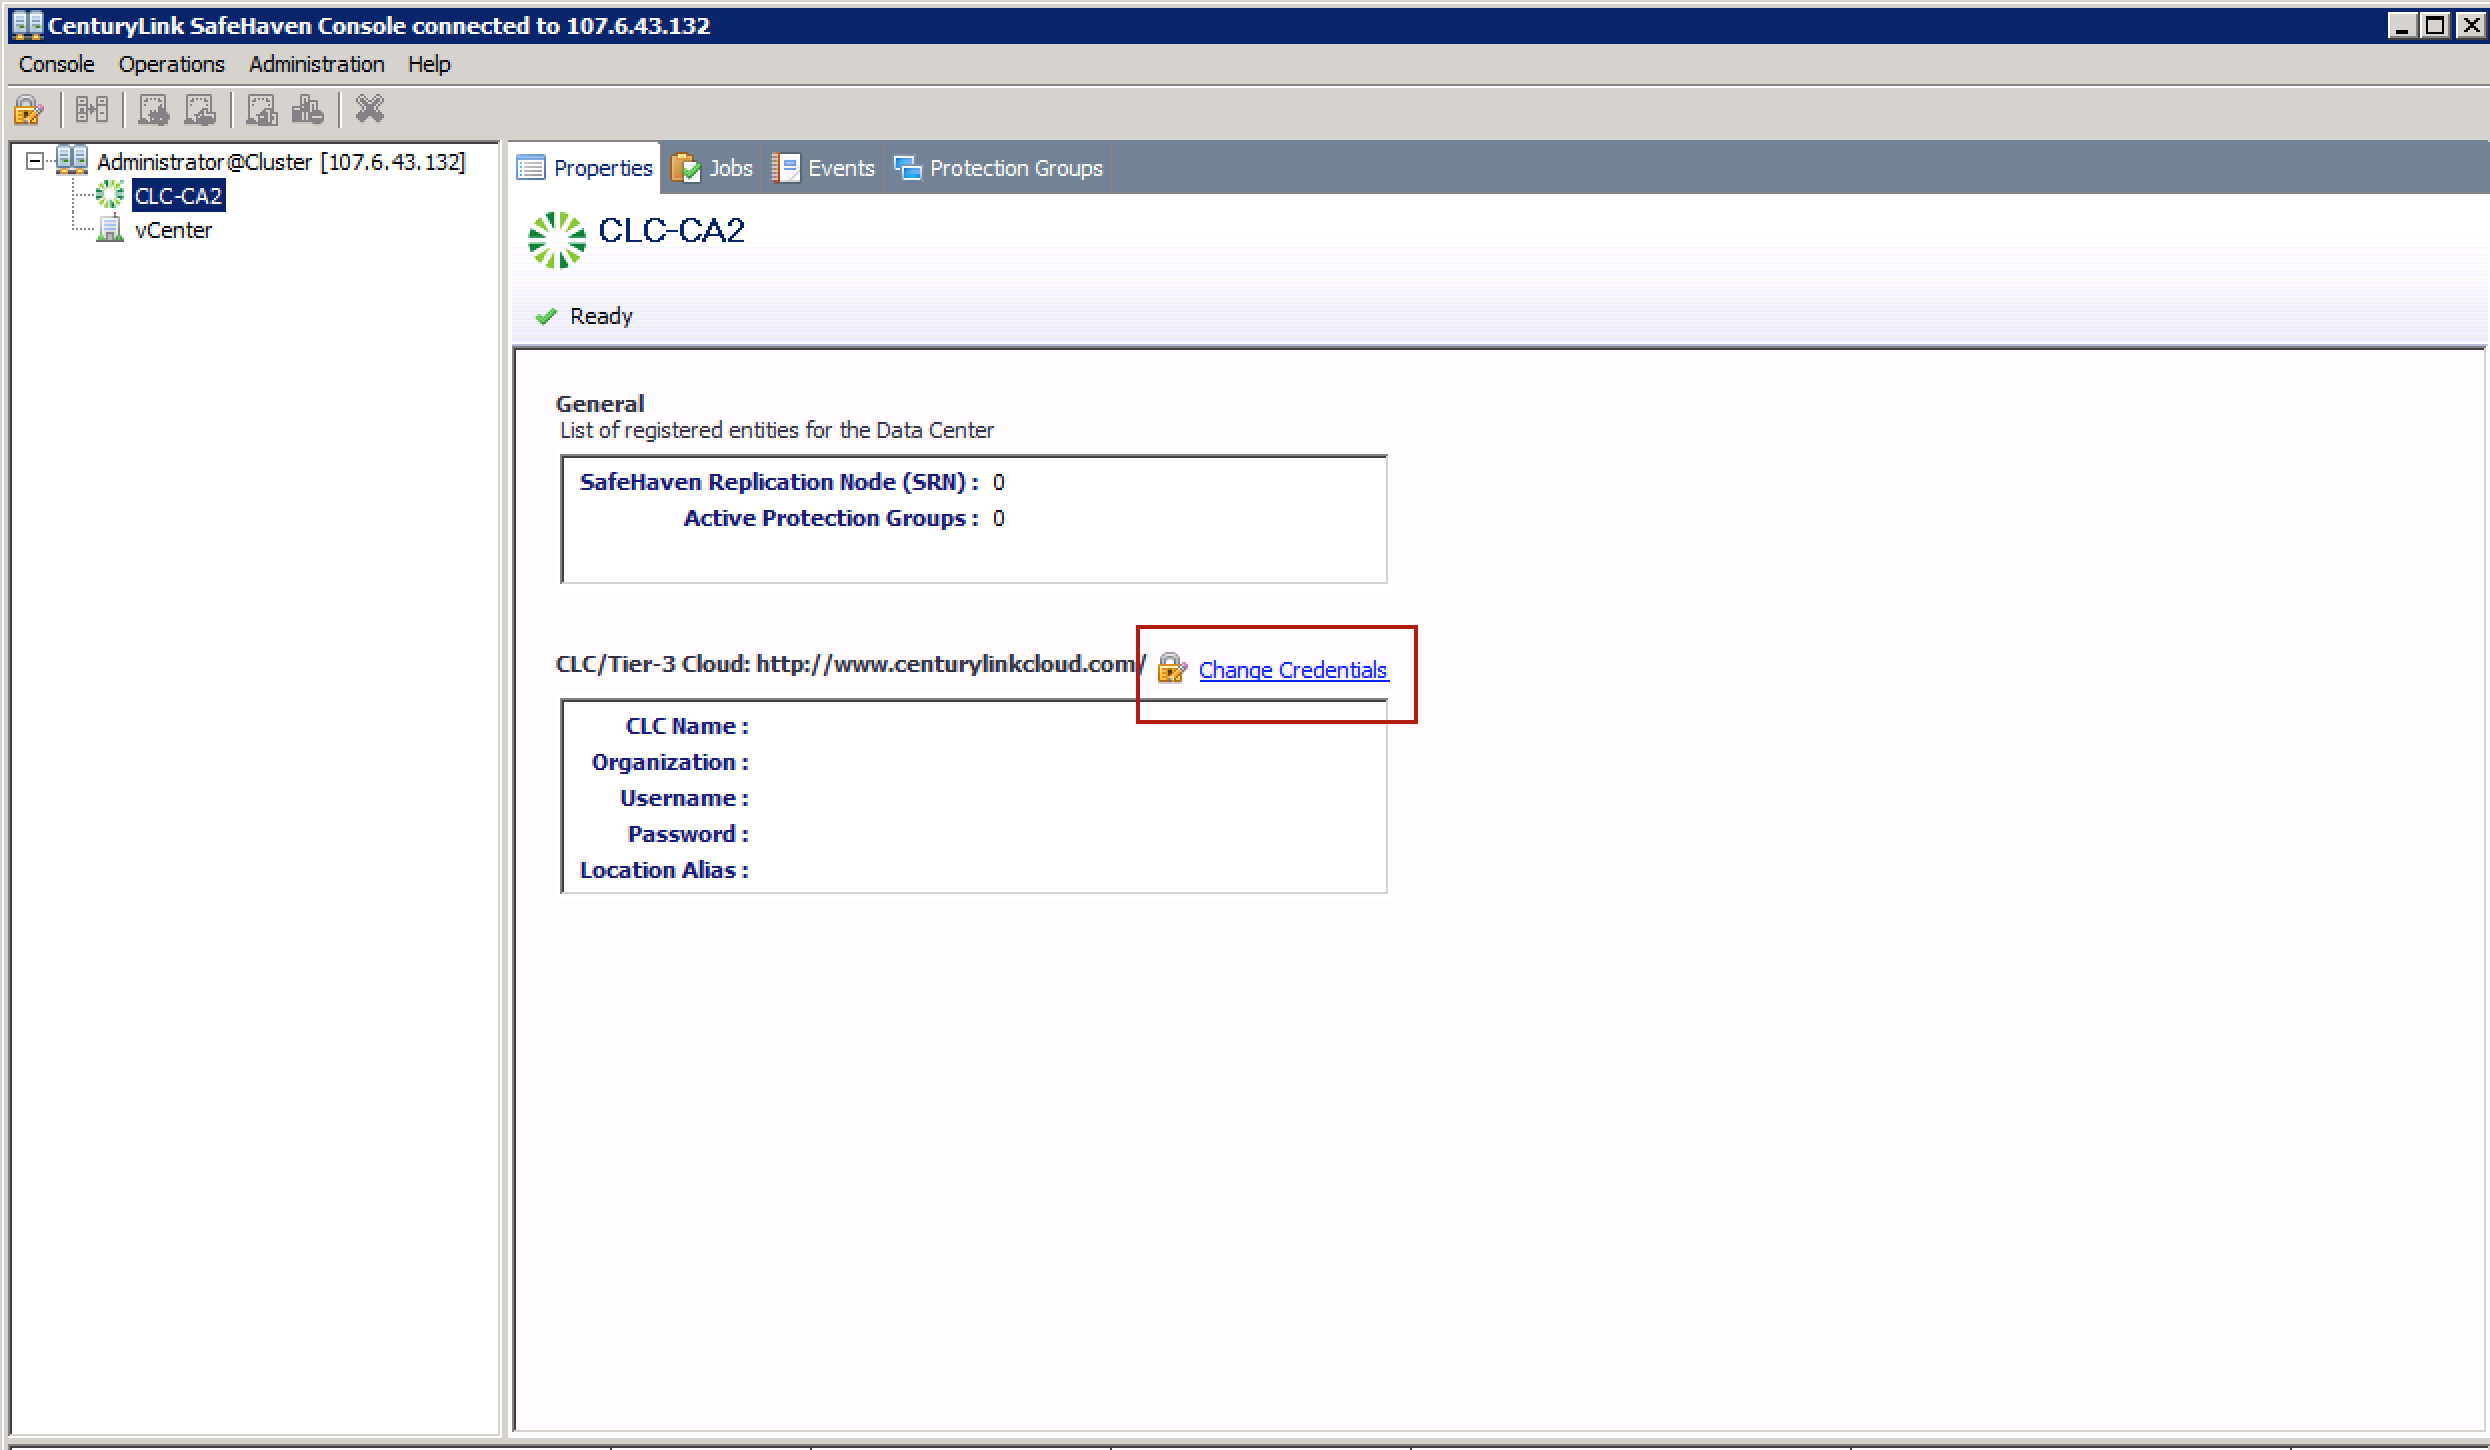 CenturyLink SafeHaven Console connected to 107.6.43.132
Console Operations Administration Help
Administrator@Cluster [107.6.43.132]
CLC-CA2
vCenter
Properties Jobs Events Protection Groups
CLC-CA2
Ready
General
List of registered entities for the Data Center
SafeHaven Replication Node (SRN) : 0
Active Protection Groups : 0
CLC/Tier-3 Cloud: http://www.centurylinkcloud.com/ Change Credentials
CLC Name :
Organization :
Username :
Password :
Location Alias :